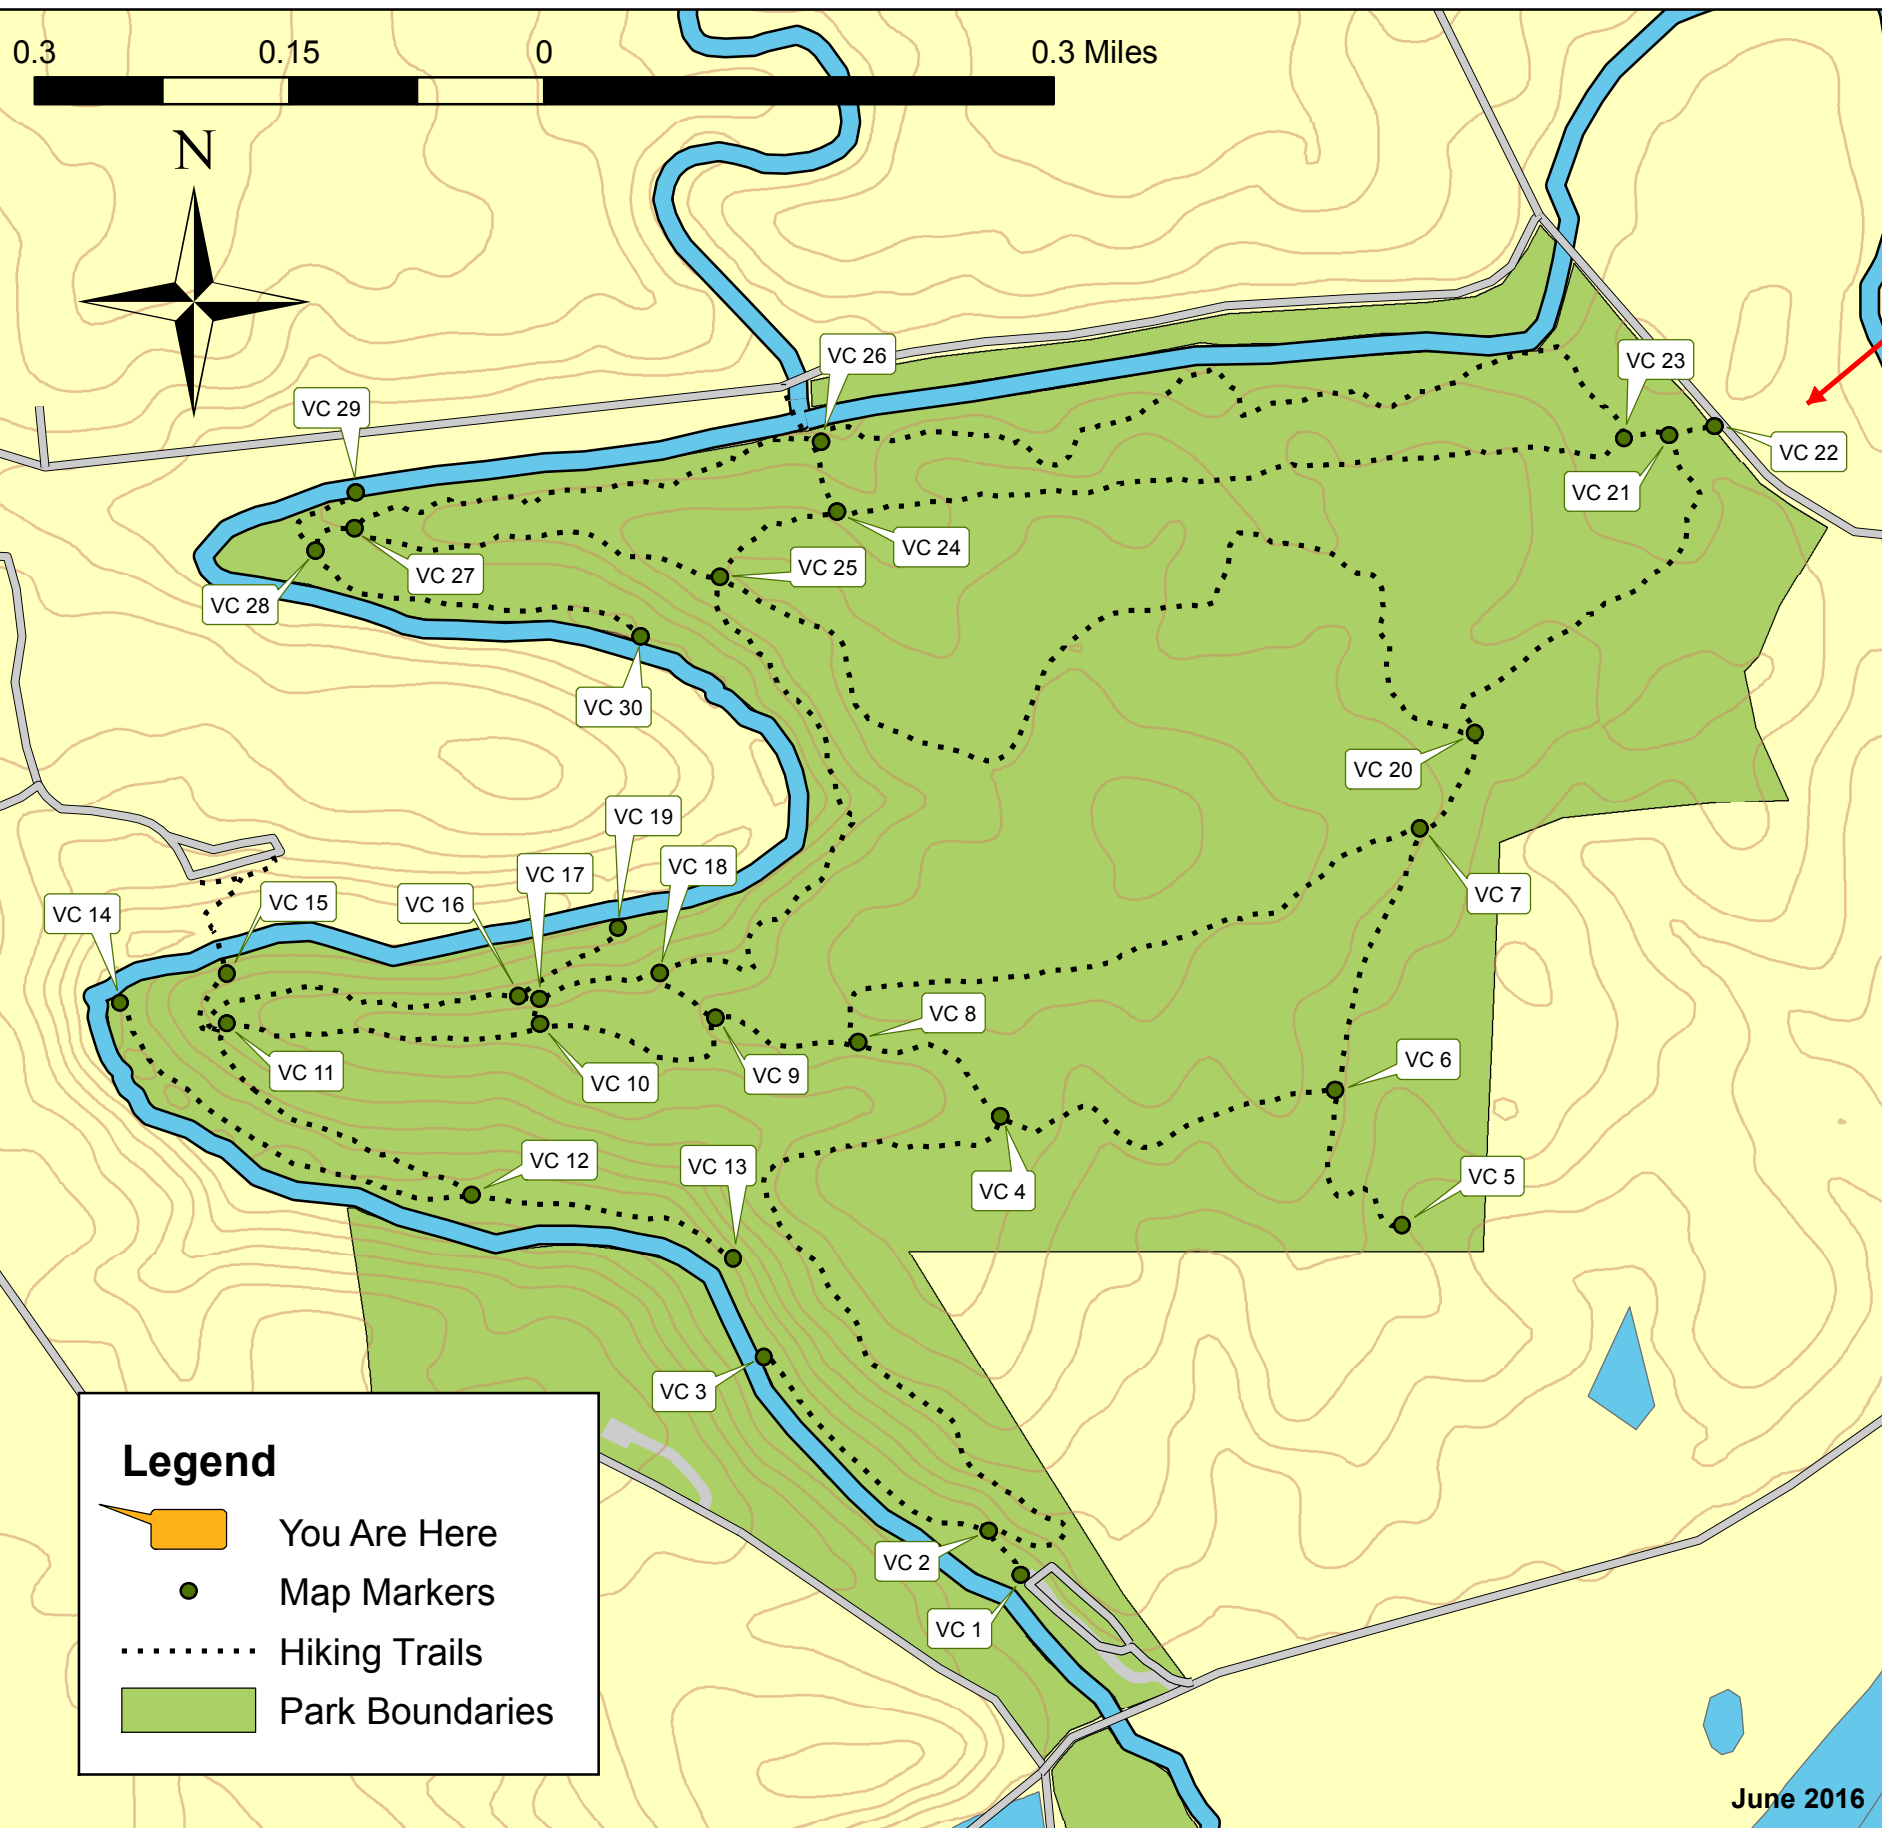 0.3 0.15 0 0.3 Miles
N
VC 26
VC 23
VC 29
VC 22
VC 21
VC 24
VC 25
VC 27
VC 28
VC 30
VC 20
VC 19
VC 18
VC 17
VC 16
VC 15
VC 14
VC 7
VC 8
VC 6
VC 11
VC 10
VC 9
VC 12
VC 13
VC 5
VC 4
VC 3
VC 2
VC 1
Legend
You Are Here
Map Markers
Hiking Trails
Park Boundaries
June 2016